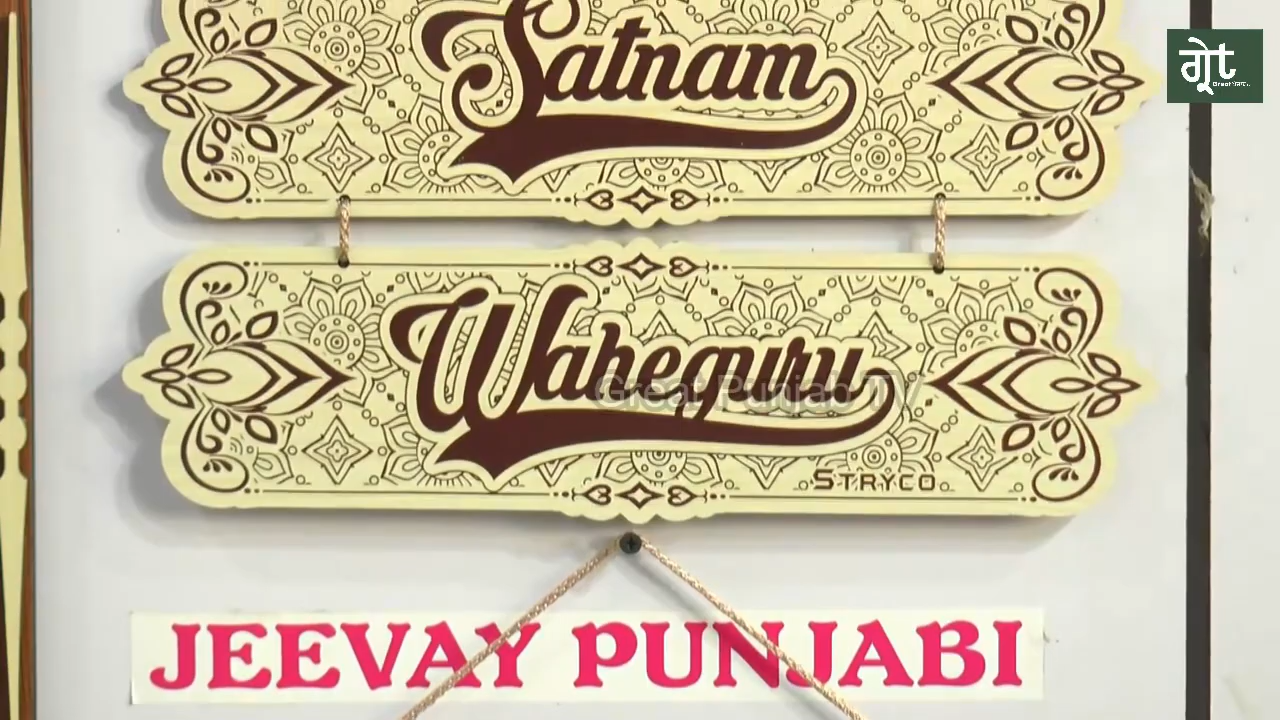 Satnam
Waheguru
Great Punjab TV
STRYCO
JEEVAY PUNJABI